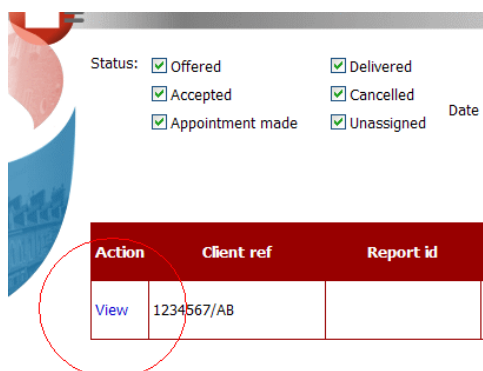 Status: Offered Delivered
Accepted Cancelled
Date
Appointment made Unassigned
Action Client ref Report id
View 1234567/AB